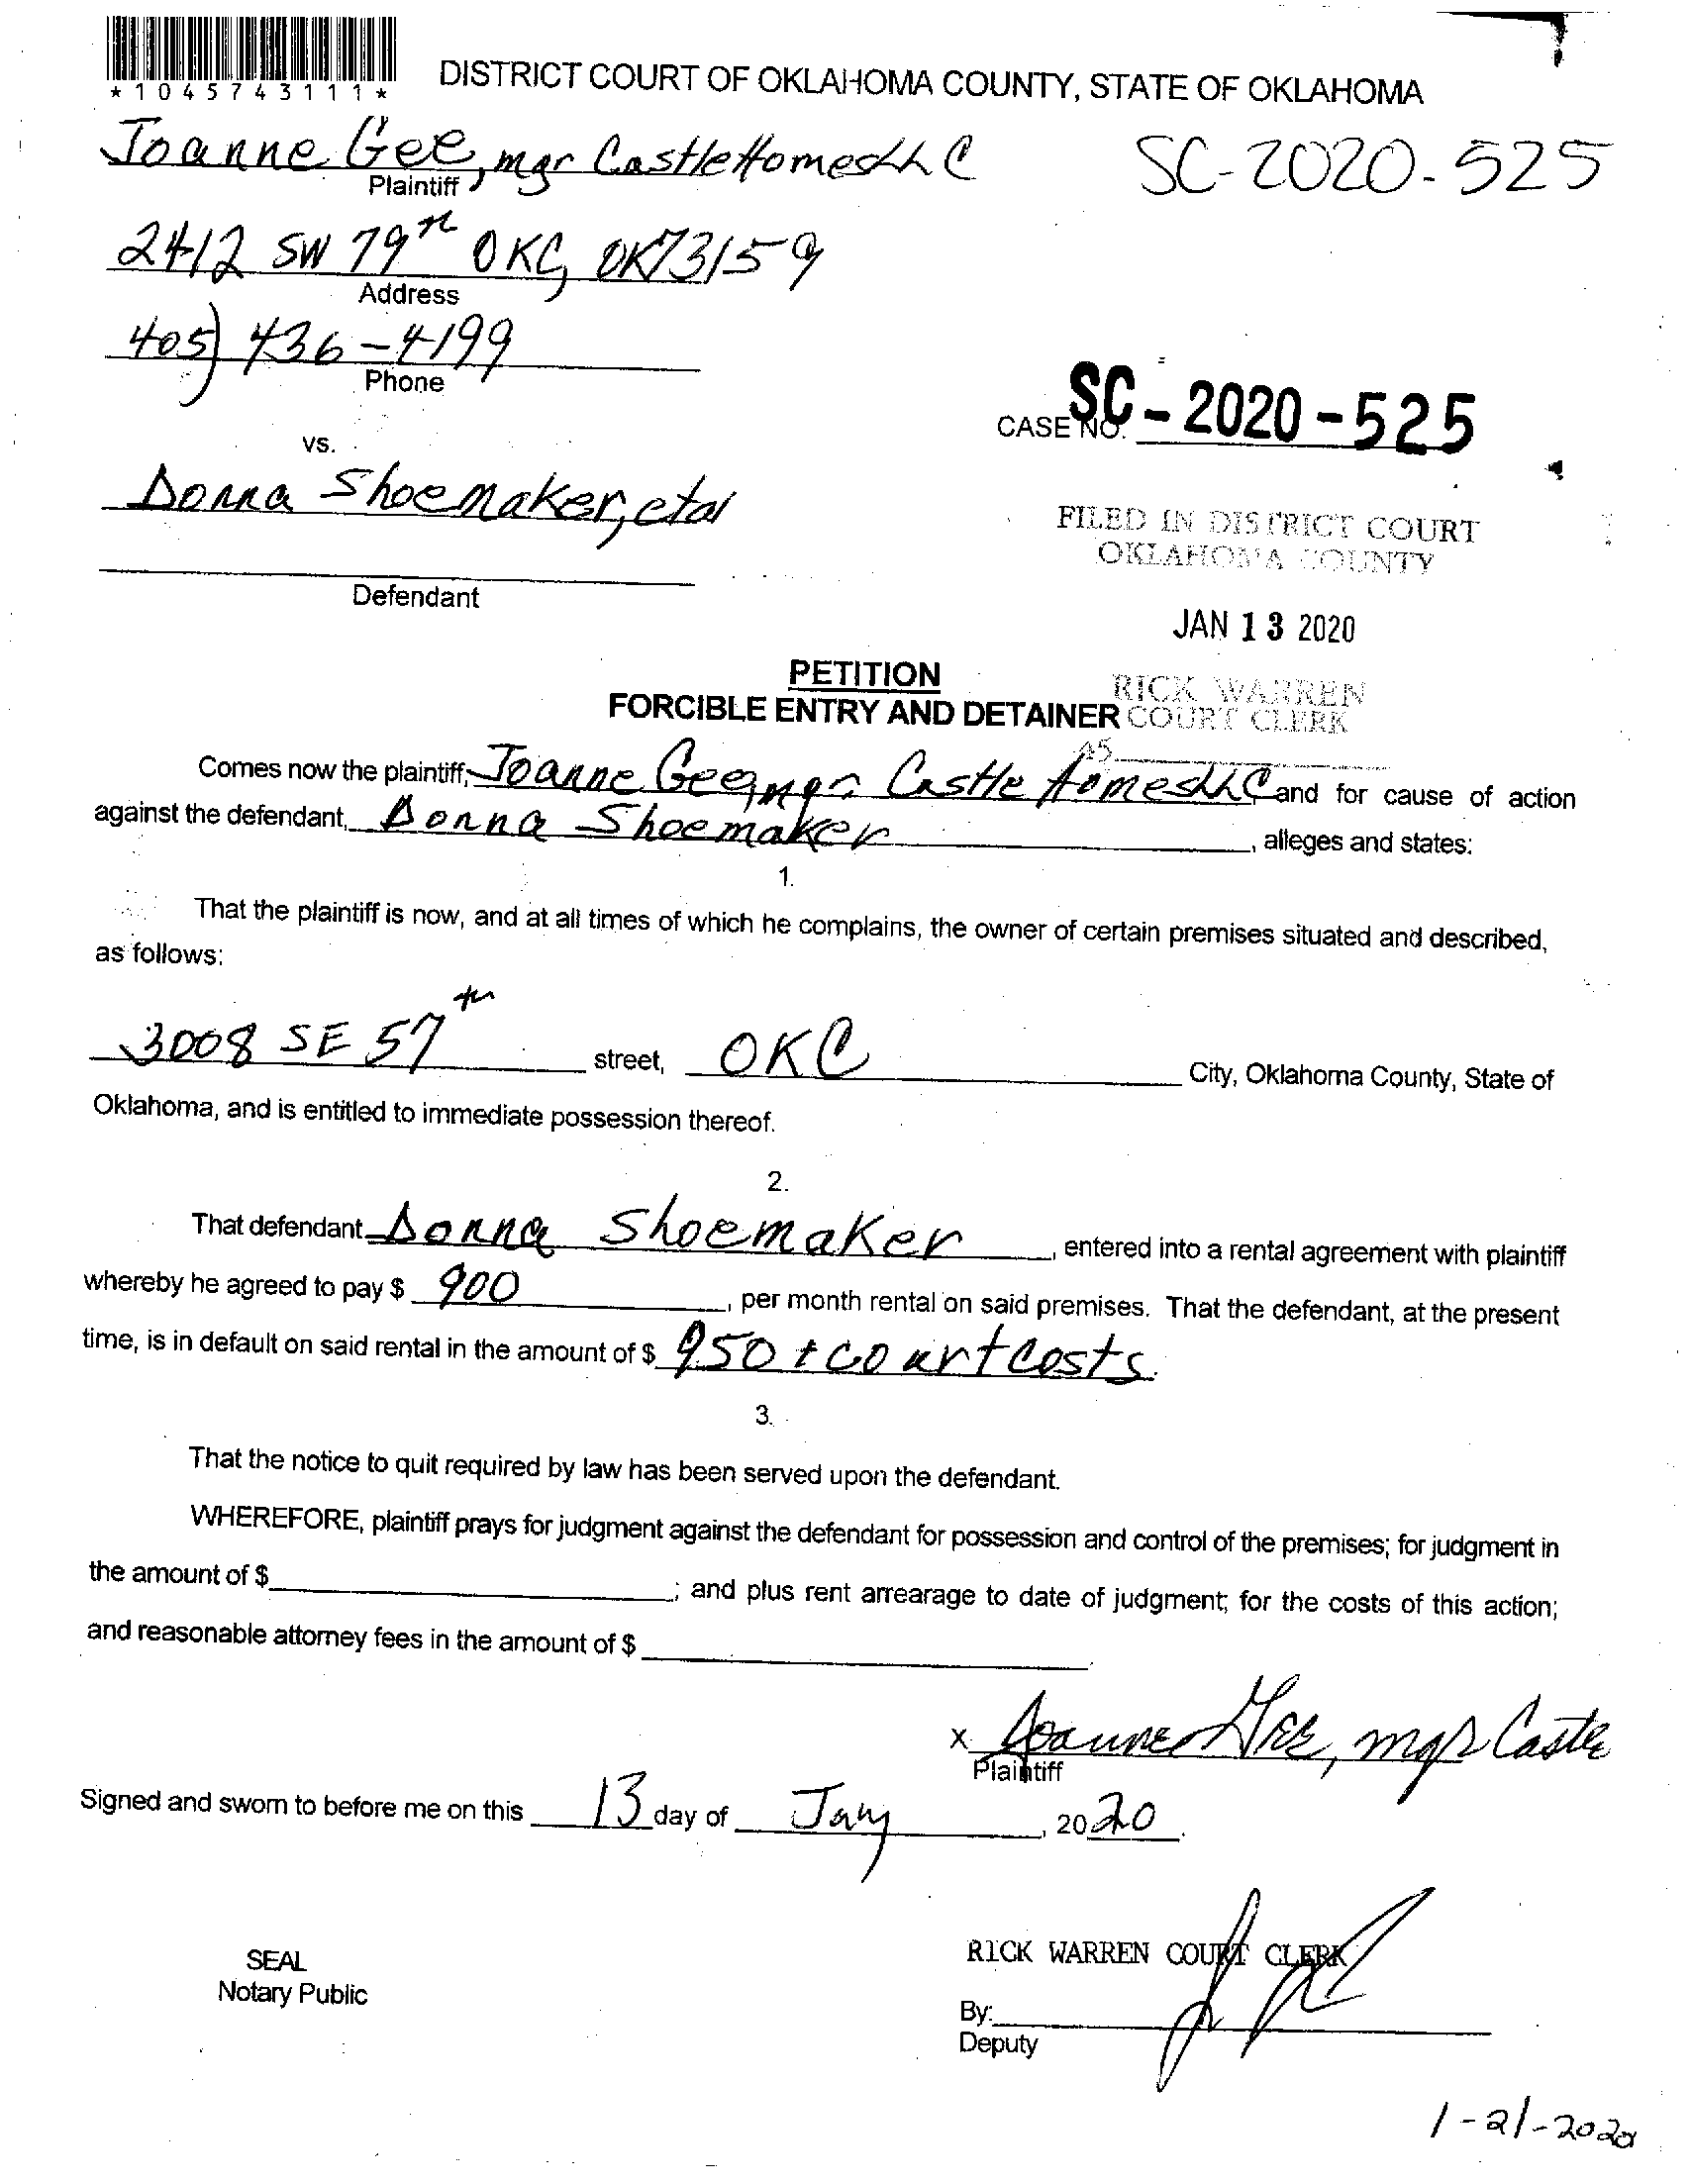 *1045743111*
DISTRICT COURT OF OKLAHOMA COUNTY, STATE OF OKLAHOMA
Joanne Gee, mgr Castle Homes LLC
SC-2020-525
Plaintiff
2412 SW 79th OKC, OK 73159
Address
405) 436-4199
Phone
CASE NO. SC-2020-525
vs.
Donna Shoemaker, etal
FILED IN DISTRICT COURT
OKLAHOMA COUNTY
Defendant
JAN 13 2020
PETITION
RICK WARREN
FORCIBLE ENTRY AND DETAINER
COURT CLERK
Comes now the plaintiff, Joanne Gee, mgr Castle Homes LLC and for cause of action
against the defendant, Donna Shoemaker, alleges and states:
1.
That the plaintiff is now, and at all times of which he complains, the owner of certain premises situated and described,
as follows:
3008 SE 57th street, OKC City, Oklahoma County, State of
Oklahoma, and is entitled to immediate possession thereof.
2.
That defendant Donna Shoemaker, entered into a rental agreement with plaintiff
whereby he agreed to pay $ 900, per month rental on said premises. That the defendant, at the present
time, is in default on said rental in the amount of $ 950 + court costs.
3.
That the notice to quit required by law has been served upon the defendant.
WHEREFORE, plaintiff prays for judgment against the defendant for possession and control of the premises; for judgment in
the amount of $ ; and plus rent arrearage to date of judgment; for the costs of this action;
and reasonable attorney fees in the amount of $ .
x Joanne Gee, mgr Castle
Plaintiff
Signed and sworn to before me on this 13 day of Jany, 2020.
RICK WARREN COURT CLERK
SEAL
Notary Public
By:
Deputy
1-21-2020